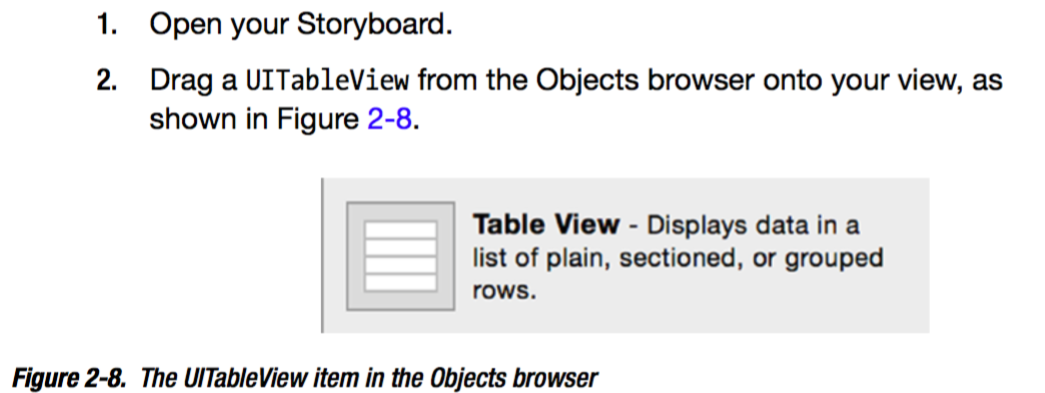 1. Open your Storyboard.
2. Drag a UITableView from the Objects browser onto your view, as
shown in Figure 2-8.
Table View - Displays data in a
list of plain, sectioned, or grouped
rows.
Figure 2-8. The UITableView item in the Objects browser